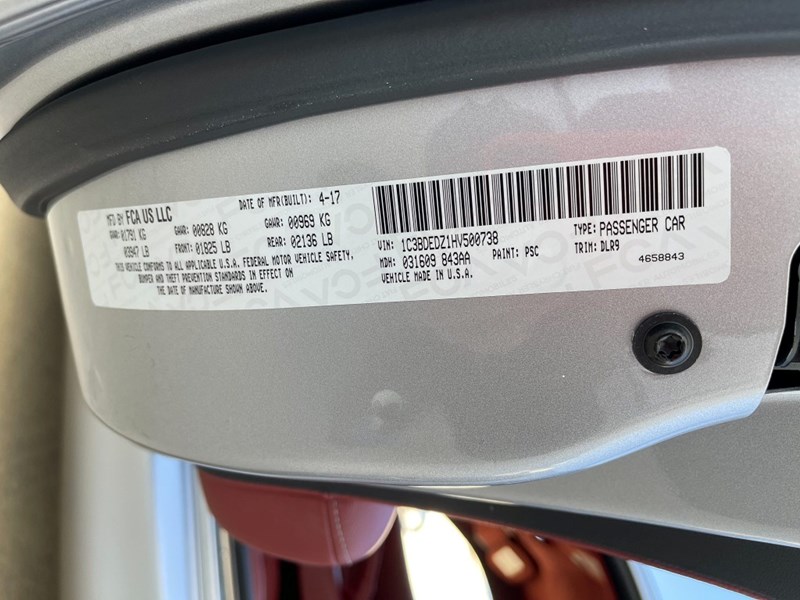 MFD BY FCA US LLC DATE OF MFR(BUILT): 4-17
GVWR: 01791 KG GAWR: 00828 KG GAWR: 00969 KG
03947 LB FRONT: 01825 LB REAR: 02136 LB
THIS VEHICLE CONFORMS TO ALL APPLICABLE U.S.A. FEDERAL MOTOR VEHICLE SAFETY,
BUMPER AND THEFT PREVENTION STANDARDS IN EFFECT ON
THE DATE OF MANUFACTURE SHOWN ABOVE.
VIN: 1C3BDEDZ1HV500738 TYPE: PASSENGER CAR
MDH: 031609 843AA PAINT: PSC TRIM: DLR9
VEHICLE MADE IN U.S.A. 4658843